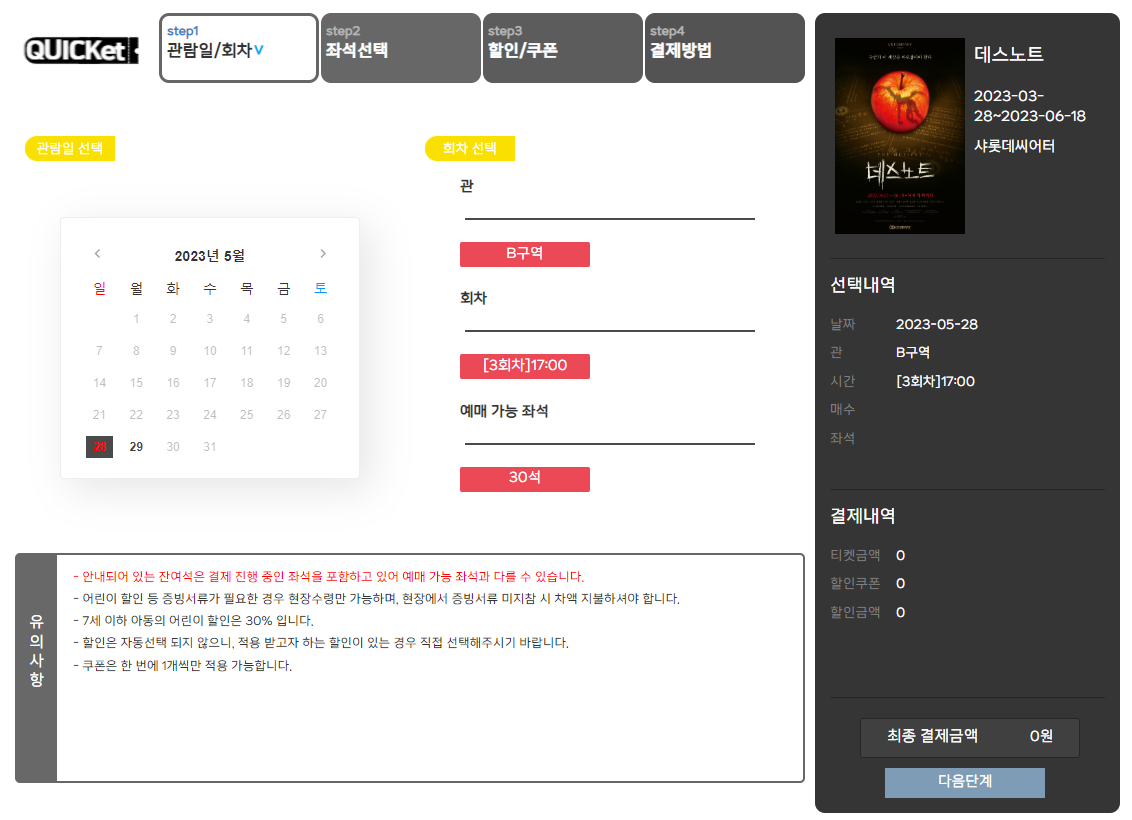 QUICKet
step1
관람일/회차V
step2
좌석선택
step3
할인/쿠폰
step4
결제방법
관람일 선택
2023년 5월
일 월 화 수 목 금 토
1 2 3 4 5 6
7 8 9 10 11 12 13
14 15 16 17 18 19 20
21 22 23 24 25 26 27
28 29 30 31
회차 선택
관
B구역
회차
[3회차]17:00
예매 가능 좌석
30석
유
의
사
항
- 안내되어 있는 잔여석은 결제 진행 중인 좌석을 포함하고 있어 예매 가능 좌석과 다를 수 있습니다.
- 어린이 할인 등 증빙서류가 필요한 경우 현장수령만 가능하며, 현장에서 증빙서류 미지참 시 차액 지불하셔야 합니다.
- 7세 이하 아동의 어린이 할인은 30% 입니다.
- 할인은 자동선택 되지 않으니, 적용 받고자 하는 할인이 있는 경우 직접 선택해주시기 바랍니다.
- 쿠폰은 한 번에 1개씩만 적용 가능합니다.
데스노트
데스노트
2023-03-
28~2023-06-18
샤롯데씨어터
선택내역
날짜 2023-05-28
관 B구역
시간 [3회차]17:00
매수
좌석
결제내역
티켓금액 0
할인쿠폰 0
할인금액 0
최종 결제금액 0원
다음단계